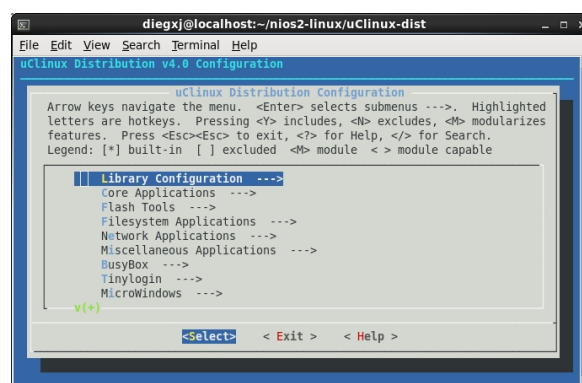 diegxj@localhost:~/nios2-linux/uClinux-dist
File Edit View Search Terminal Help
uClinux Distribution v4.0 Configuration
uClinux Distribution Configuration
Arrow keys navigate the menu. <Enter> selects submenus --->. Highlighted
letters are hotkeys. Pressing <Y> includes, <N> excludes, <M> modularizes
features. Press <Esc><Esc> to exit, <?> for Help, </> for Search.
Legend: [*] built-in [ ] excluded <M> module < > module capable
Library Configuration --->
Core Applications --->
Flash Tools --->
Filesystem Applications --->
Network Applications --->
Miscellaneous Applications --->
BusyBox --->
Tinylogin --->
MicroWindows --->
v(+)
<Select> < Exit > < Help >